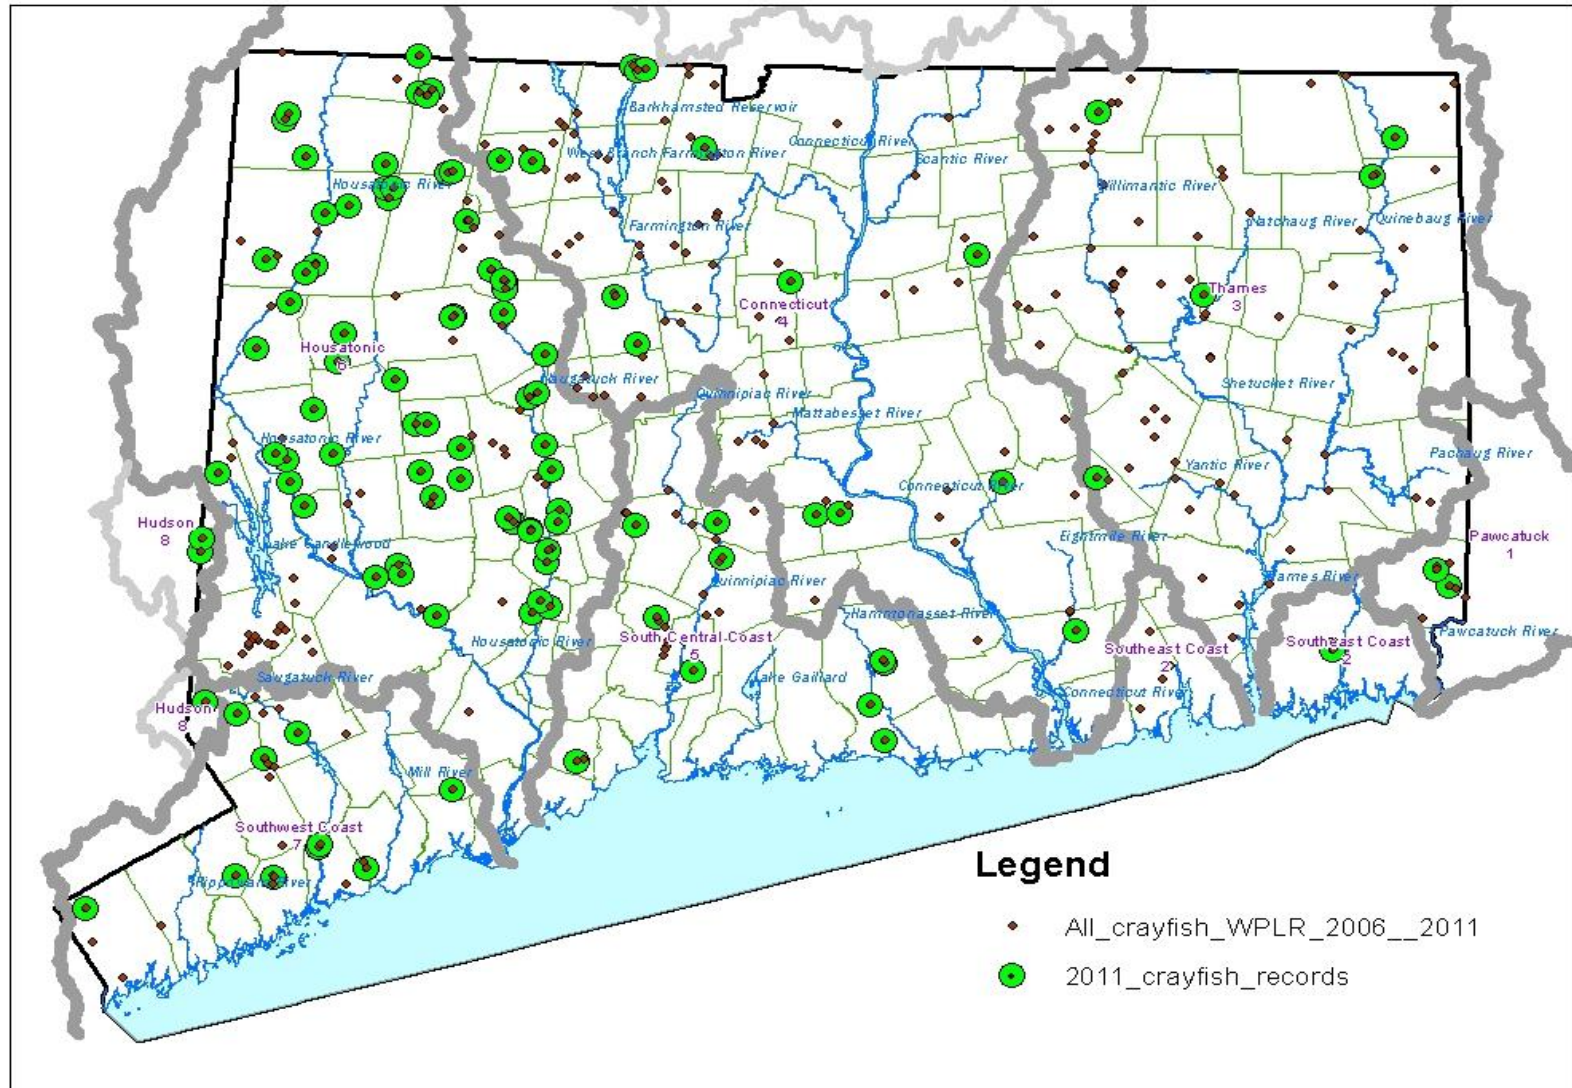 Barkhamsted Reservoir
Connecticut River
West Branch Farmington River
Scantic River
Housatonic River
Willimantic River
Farmington River
Natchaug River
Quinebaug River
Thames
3
Connecticut
4
Housatonic
6
Naugatuck River
Shetucket River
Quinnipiac River
Mattabesset River
Housatonic River
Pachaug River
Yantic River
Connecticut River
Hudson
8
Lake Candlewood
Eightmile River
Pawcatuck
1
Quinnipiac River
Thames River
Hammonasset River
Housatonic River
South Central Coast
5
Southeast Coast
2
Southeast Coast
2
Pawcatuck River
Saugatuck River
Lake Gaillard
Connecticut River
Hudson
8
Mill River
Southwest Coast
7
Rippowam River
Legend
All_crayfish_WPLR_2006__2011
2011_crayfish_records